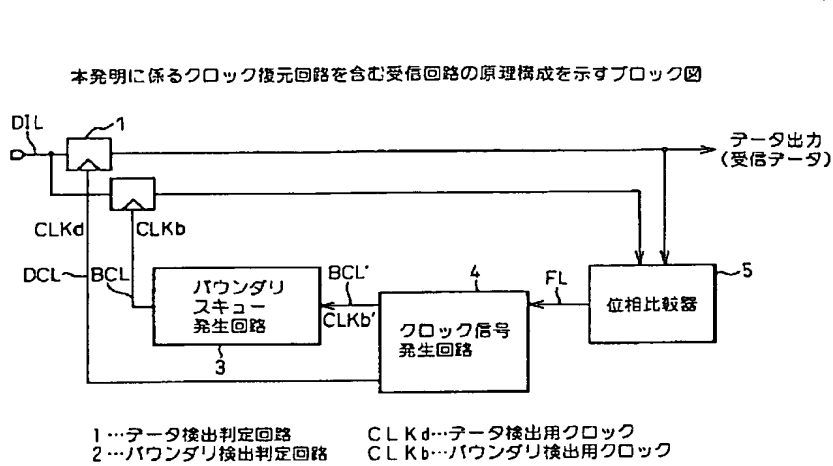 本発明に係るクロック復元回路を含む受信回路の原理構成を示すブロック図
DIL
1
データ出力
(受信データ)
CLKd
CLKb
DCL
BCL
バウンダリ
スキュー
発生回路
3
BCL'
CLKb'
4
クロック信号
発生回路
FL
位相比較器
5
1…データ検出判定回路
CLKd…データ検出用クロック
2…バウンダリ検出判定回路
CLKb…バウンダリ検出用クロック